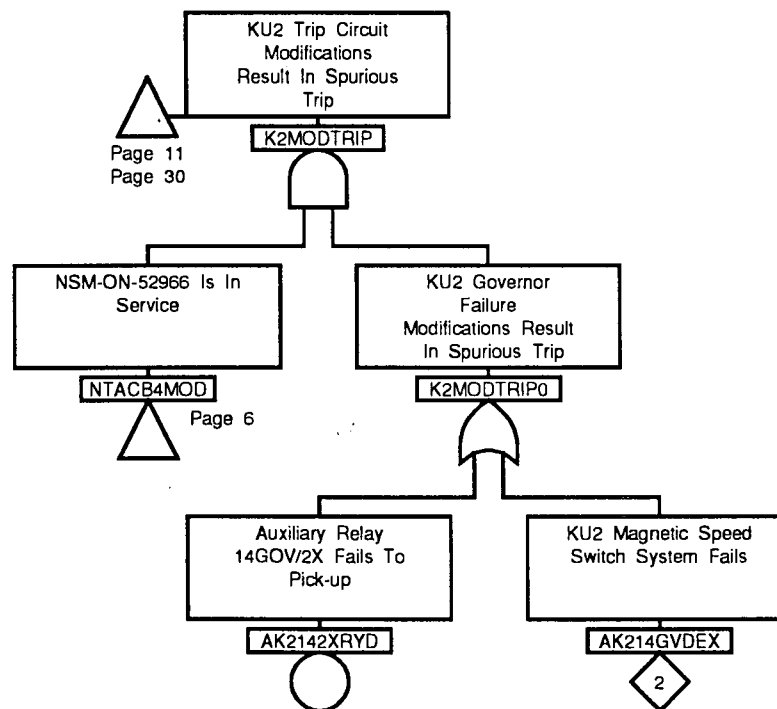 KU2 Trip Circuit
Modifications
Result In Spurious
Trip
K2MODTRIP
Page 11
Page 30
NSM-ON-52966 Is In
Service
NTACB4MOD
Page 6
KU2 Governor
Failure
Modifications Result
In Spurious Trip
K2MODTRIP0
Auxiliary Relay
14GOV/2X Fails To
Pick-up
AK2142XRYD
KU2 Magnetic Speed
Switch System Fails
AK214GVDEX
2